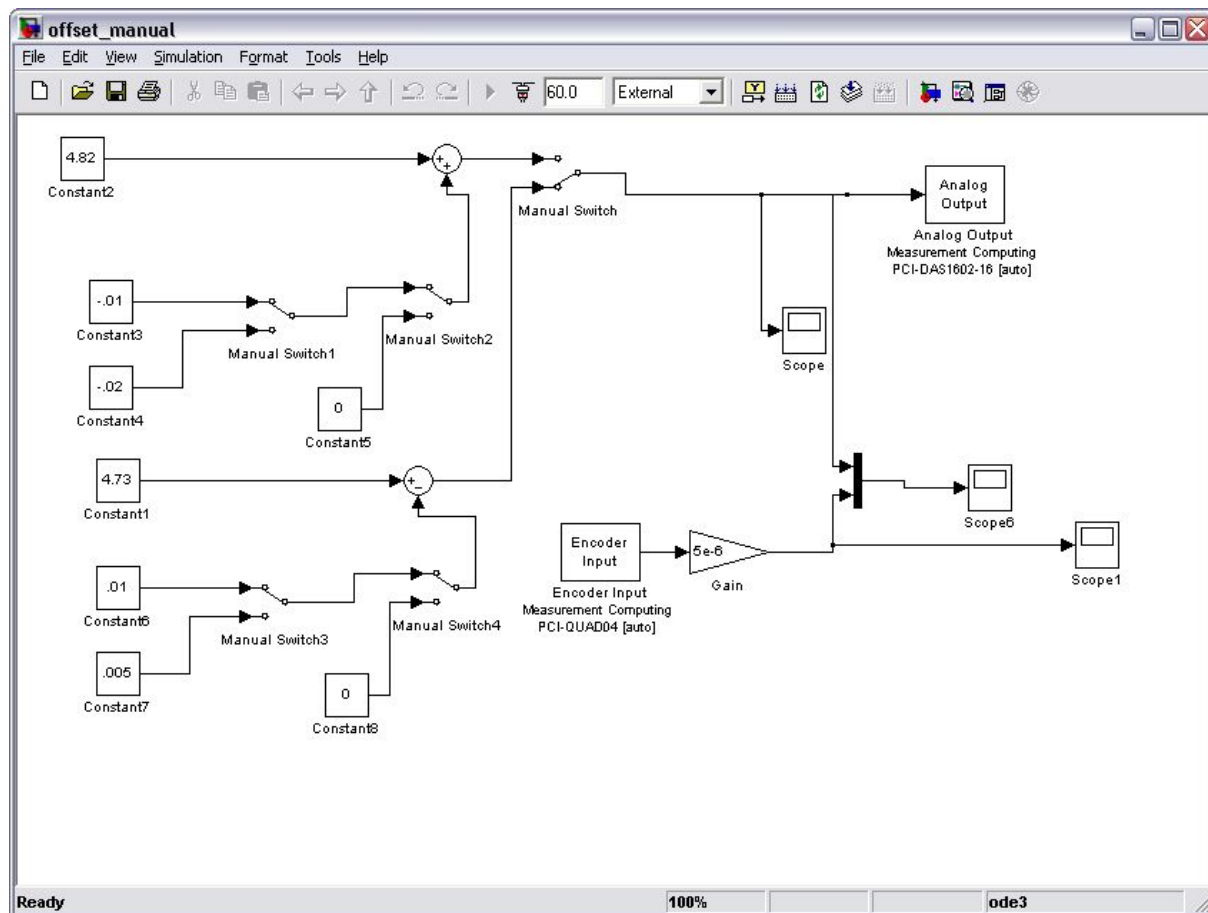 offset_manual
File Edit View Simulation Format Tools Help
60.0 External
4.82
Constant2
+
+
Manual Switch
Analog
Output
Analog Output
Measurement Computing
PCI-DAS1602-16 [auto]
-.01
Constant3
Manual Switch1
Manual Switch2
Scope
-.02
Constant4
0
Constant5
4.73
Constant1
+
-
Scope6
Encoder
Input
Encoder Input
Measurement Computing
PCI-QUAD04 [auto]
5e-6
Gain
Scope1
.01
Constant6
Manual Switch3
Manual Switch4
.005
Constant7
0
Constant8
Ready 100% ode3